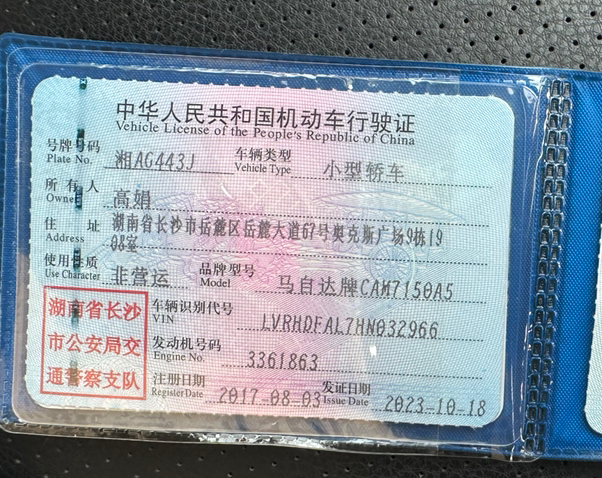 中华人民共和国机动车行驶证
Vehicle License of the People's Republic of China
号牌号码 Plate No. 湘AG443J 车辆类型 Vehicle Type 小型轿车
所有人 Owner 高娟
住址 Address 湖南省长沙市岳麓区岳麓大道67号奥克斯广场9栋19
08室
使用性质 Use Character 非营运 品牌型号 Model 马自达牌CAM7150A5
车辆识别代号 VIN LVRHDFAL7HN032966
发动机号码 Engine No. 3361863
注册日期 Register Date 2017-08-03 发证日期 Issue Date 2023-10-18
湖南省长沙
市公安局交
通警察支队